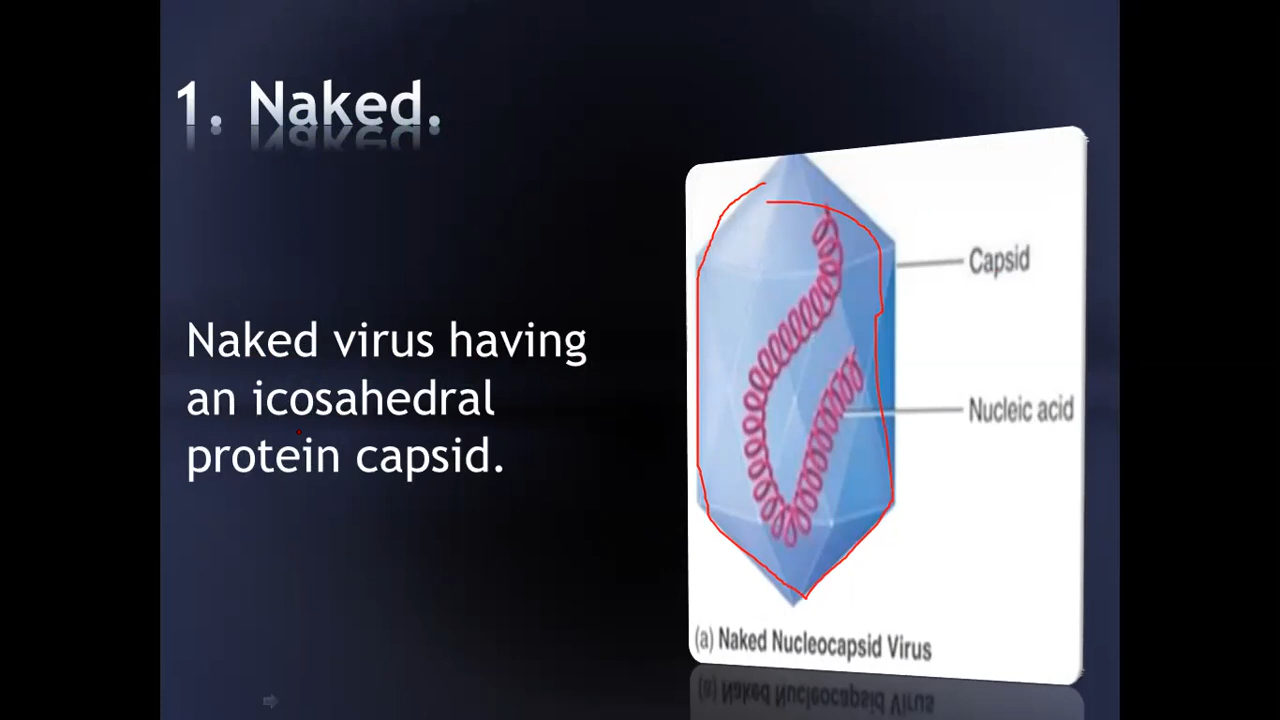 1. Naked.
Naked virus having
an icosahedral
protein capsid.
Capsid
Nucleic acid
(a) Naked Nucleocapsid Virus